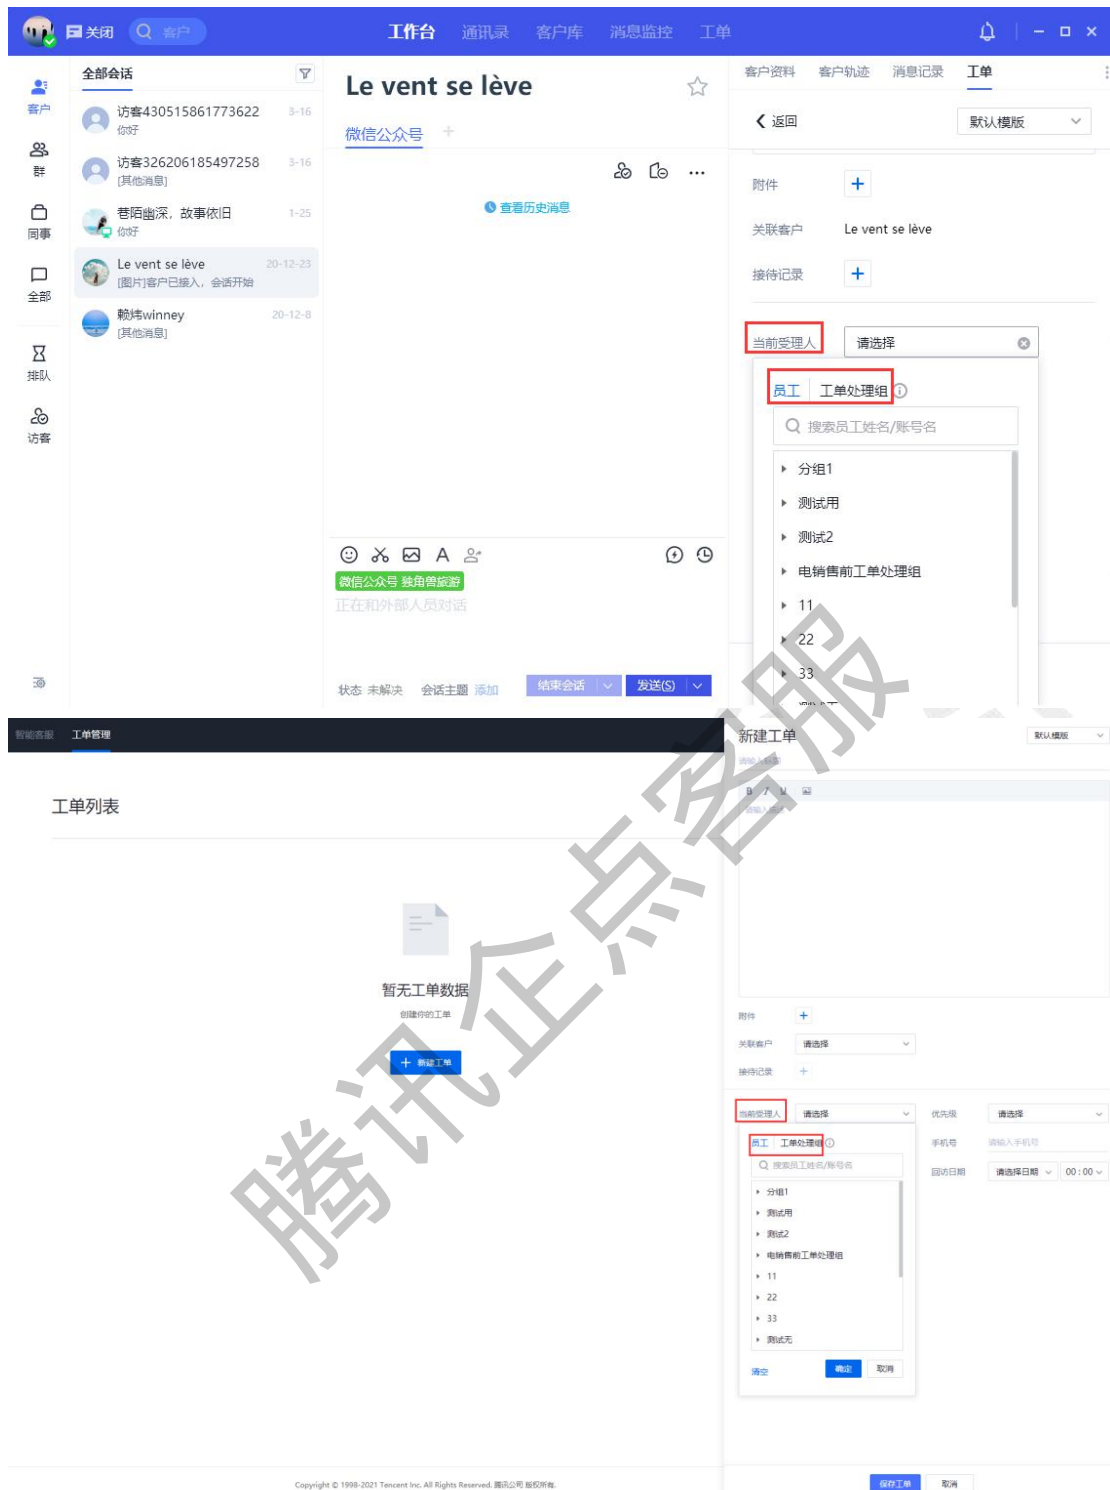 关闭
客户
工作台 通讯录 客户库 消息监控 工单
客户
群
同事
全部
排队
访客
全部会话
访客430515861773622 3-16
你好
访客326206185497258 3-16
[其他消息]
巷陌幽深，故事依旧 1-25
你好
Le vent se lève 20-12-23
[图片]客户已接入，会话开始
赖炜winney 20-12-8
[其他消息]
Le vent se lève
微信公众号 +
查看历史消息
微信公众号 独角兽旅游
正在和外部人员对话
状态 未解决 会话主题 添加 结束会话 发送(S)
客户资料 客户轨迹 消息记录 工单
返回 默认模版
附件 +
关联客户 Le vent se lève
接待记录 +
当前受理人 请选择
员工 工单处理组
搜索员工姓名/账号名
分组1
测试用
测试2
电销售前工单处理组
11
22
33
智能客服 工单管理
工单列表
暂无工单数据
创建你的工单
+ 新建工单
Copyright © 1998-2021 Tencent Inc. All Rights Reserved. 腾讯公司 版权所有.
新建工单 默认模版
请输入标题
B I U
请输入描述
附件 +
关联客户 请选择
接待记录 +
当前受理人 请选择 优先级 请选择
员工 工单处理组 手机号 请输入手机号
搜索员工姓名/账号名 回访日期 请选择日期 00 : 00
分组1
测试用
测试2
电销售前工单处理组
11
22
33
测试无
清空 确定 取消
保存工单 取消
腾讯企点客服